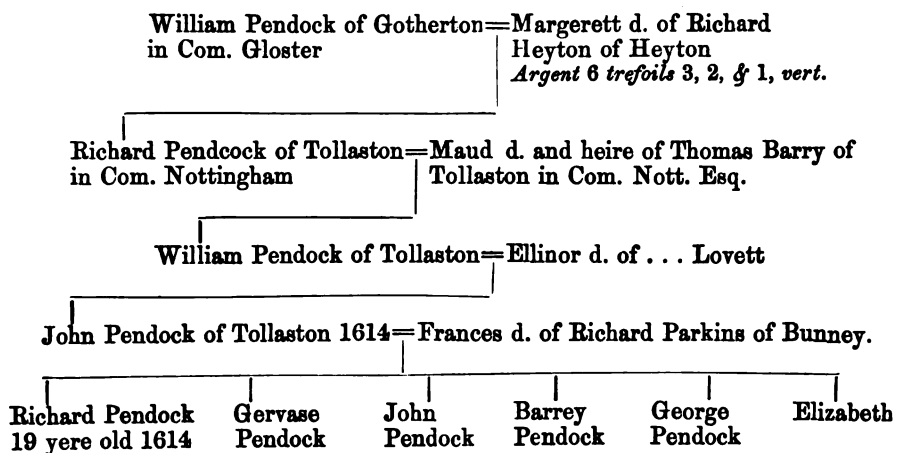 William Pendock of Gotherton=Margerett d. of Richard
in Com. Gloster Heyton of Heyton
Argent 6 trefoils 3, 2, & 1, vert.
Richard Pendcock of Tollaston=Maud d. and heire of Thomas Barry of
in Com. Nottingham Tollaston in Com. Nott. Esq.
William Pendock of Tollaston=Ellinor d. of . . . Lovett
John Pendock of Tollaston 1614=Frances d. of Richard Parkins of Bunney.
Richard Pendock Gervase John Barrey George Elizabeth
19 yere old 1614 Pendock Pendock Pendock Pendock